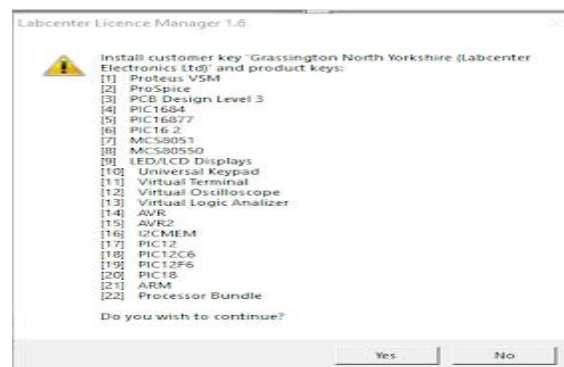 Labcenter Licence Manager 1.6
Install customer key 'Grassington North Yorkshire (Labcenter
Electronics Ltd)' and product keys:
[1] Proteus VSM
[2] ProSpice
[3] PCB Design Level 3
[4] PIC1684
[5] PIC16877
[6] PIC16 2
[7] MCS8051
[8] MCS80550
[9] LED/LCD Displays
[10] Universal Keypad
[11] Virtual Terminal
[12] Virtual Oscilloscope
[13] Virtual Logic Analizer
[14] AVR
[15] AVR2
[16] I2CMEM
[17] PIC12
[18] PIC12C6
[19] PIC12F6
[20] PIC18
[21] ARM
[22] Processor Bundle
Do you wish to continue?
Yes No